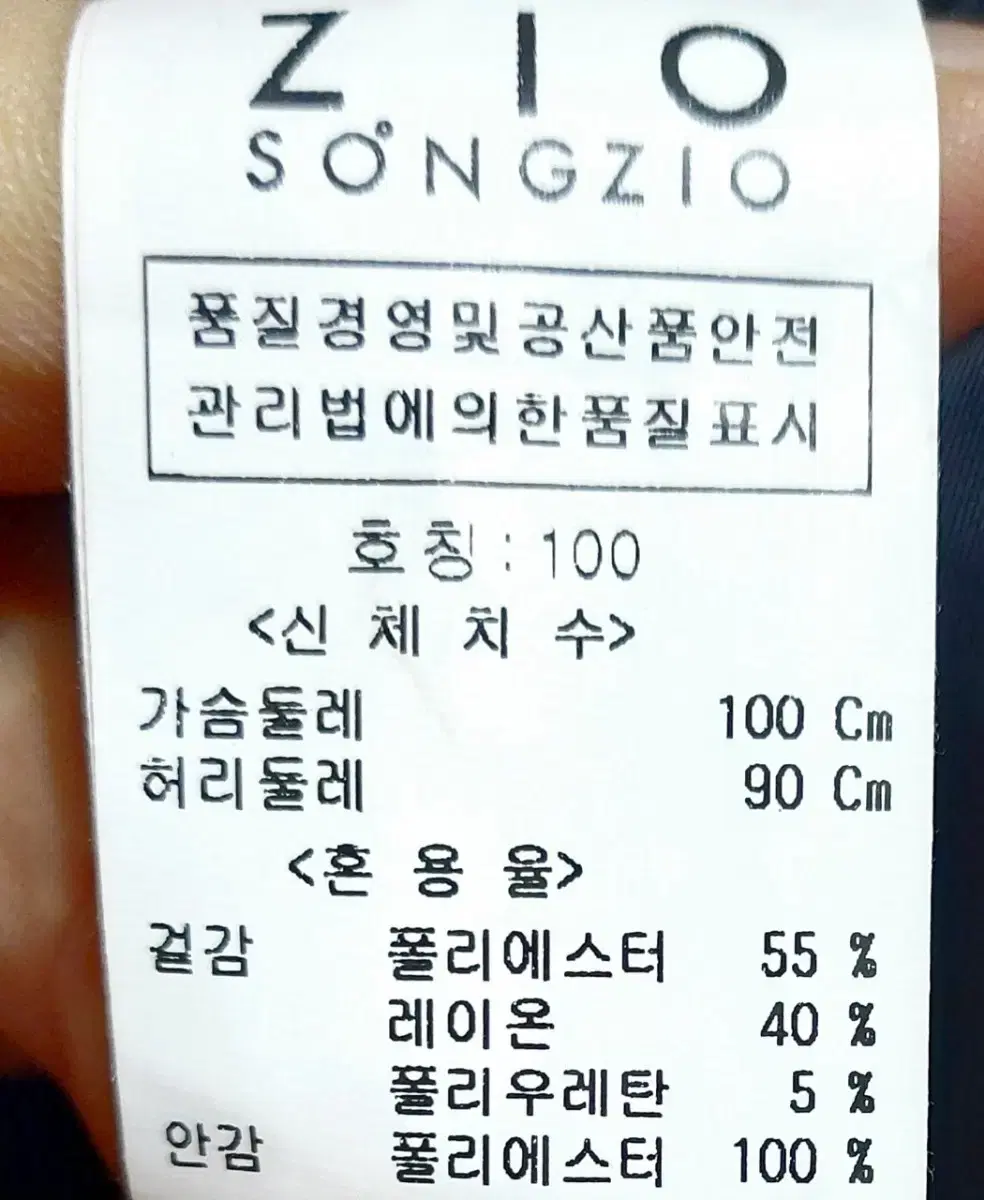 ZIO
SONGZIO
품질경영및공산품안전
관리법에의한품질표시
호칭:100
<신 체 치 수>
가슴둘레 100 Cm
허리둘레 90 Cm
<혼 용 율>
겉감 폴리에스터 55 %
레이온 40 %
폴리우레탄 5 %
안감 폴리에스터 100 %